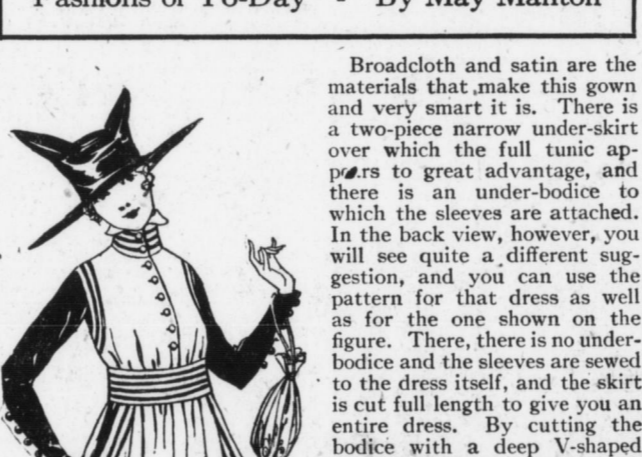 Fashions of To-Day - By May Manton
Broadcloth and satin are the
materials that make this gown
and very smart it is. There is
a two-piece narrow under-skirt
over which the full tunic ap-
pears to great advantage, and
there is an under-bodice to
which the sleeves are attached.
In the back view, however, you
will see quite a different sug-
gestion, and you can use the
pattern for that dress as well
as for the one shown on the
figure. There, there is no under-
bodice and the sleeves are sewed
to the dress itself, and the skirt
is cut full length to give you an
entire dress. By cutting the
bodice with a deep V-shaped